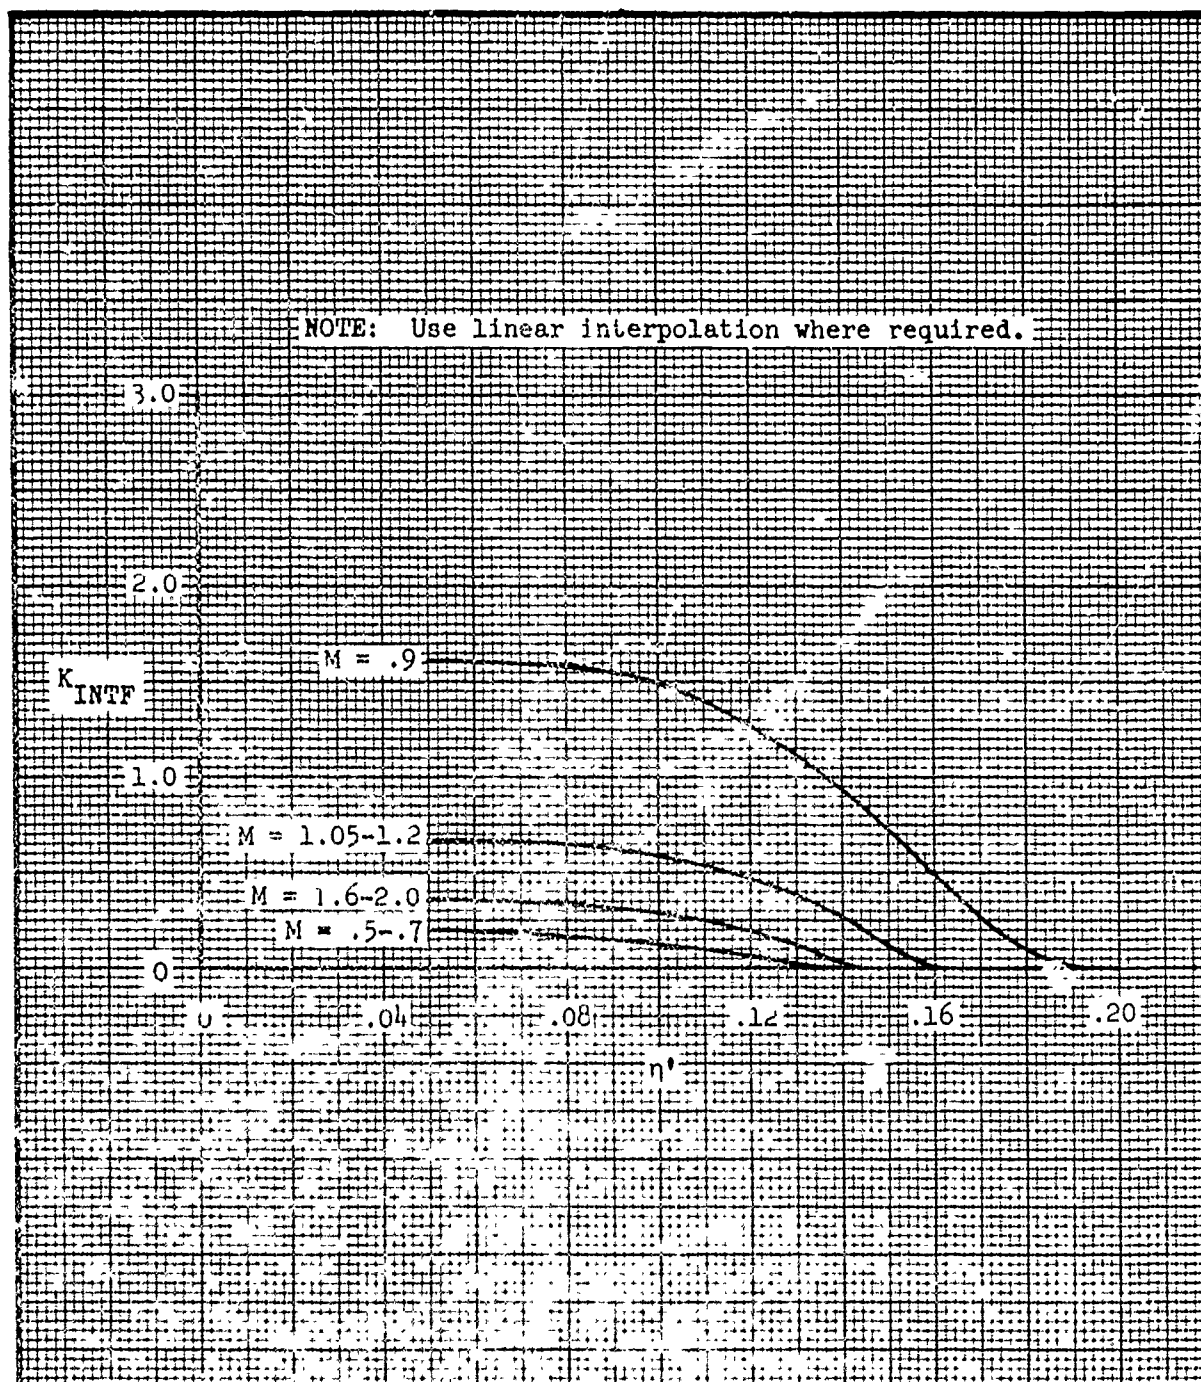 NOTE: Use linear interpolation where required.
3.0
2.0
M = .9
K INTF
1.0
M = 1.05-1.2
M = 1.6-2.0
M = .5-.7
0
0 .04 .08 .12 .16 .20
η'